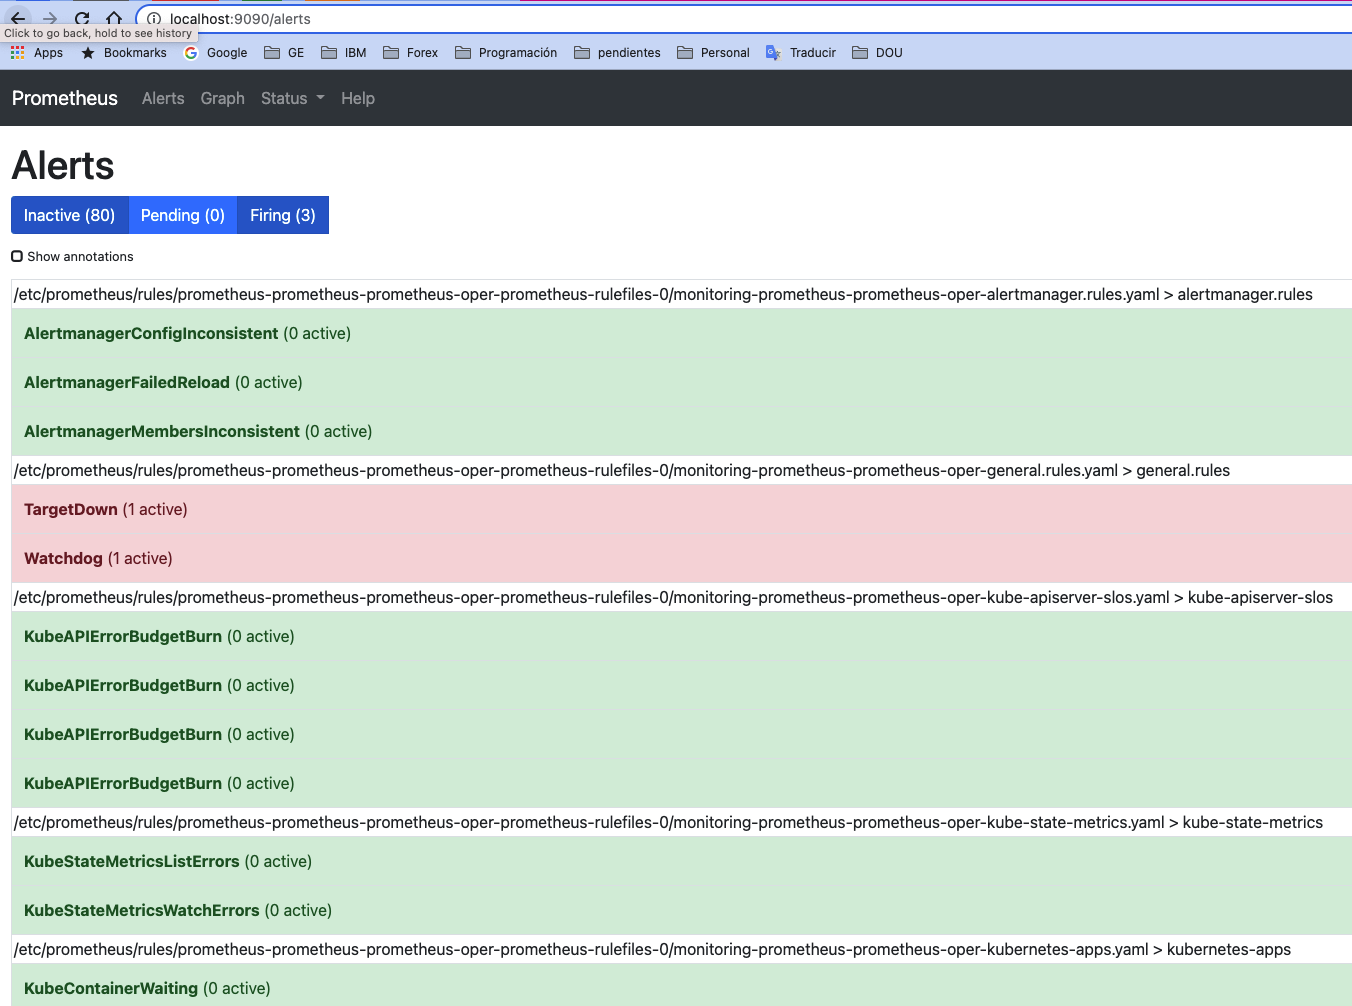 localhost:9090/alerts
Click to go back, hold to see history
Apps Bookmarks Google GE IBM Forex Programación pendientes Personal Traducir DOU
Prometheus Alerts Graph Status Help
Alerts
Inactive (80) Pending (0) Firing (3)
Show annotations
/etc/prometheus/rules/prometheus-prometheus-prometheus-oper-prometheus-rulefiles-0/monitoring-prometheus-prometheus-oper-alertmanager.rules.yaml > alertmanager.rules
AlertmanagerConfigInconsistent (0 active)
AlertmanagerFailedReload (0 active)
AlertmanagerMembersInconsistent (0 active)
/etc/prometheus/rules/prometheus-prometheus-prometheus-oper-prometheus-rulefiles-0/monitoring-prometheus-prometheus-oper-general.rules.yaml > general.rules
TargetDown (1 active)
Watchdog (1 active)
/etc/prometheus/rules/prometheus-prometheus-prometheus-oper-prometheus-rulefiles-0/monitoring-prometheus-prometheus-oper-kube-apiserver-slos.yaml > kube-apiserver-slos
KubeAPIErrorBudgetBurn (0 active)
KubeAPIErrorBudgetBurn (0 active)
KubeAPIErrorBudgetBurn (0 active)
KubeAPIErrorBudgetBurn (0 active)
/etc/prometheus/rules/prometheus-prometheus-prometheus-oper-prometheus-rulefiles-0/monitoring-prometheus-prometheus-oper-kube-state-metrics.yaml > kube-state-metrics
KubeStateMetricsListErrors (0 active)
KubeStateMetricsWatchErrors (0 active)
/etc/prometheus/rules/prometheus-prometheus-prometheus-oper-prometheus-rulefiles-0/monitoring-prometheus-prometheus-oper-kubernetes-apps.yaml > kubernetes-apps
KubeContainerWaiting (0 active)